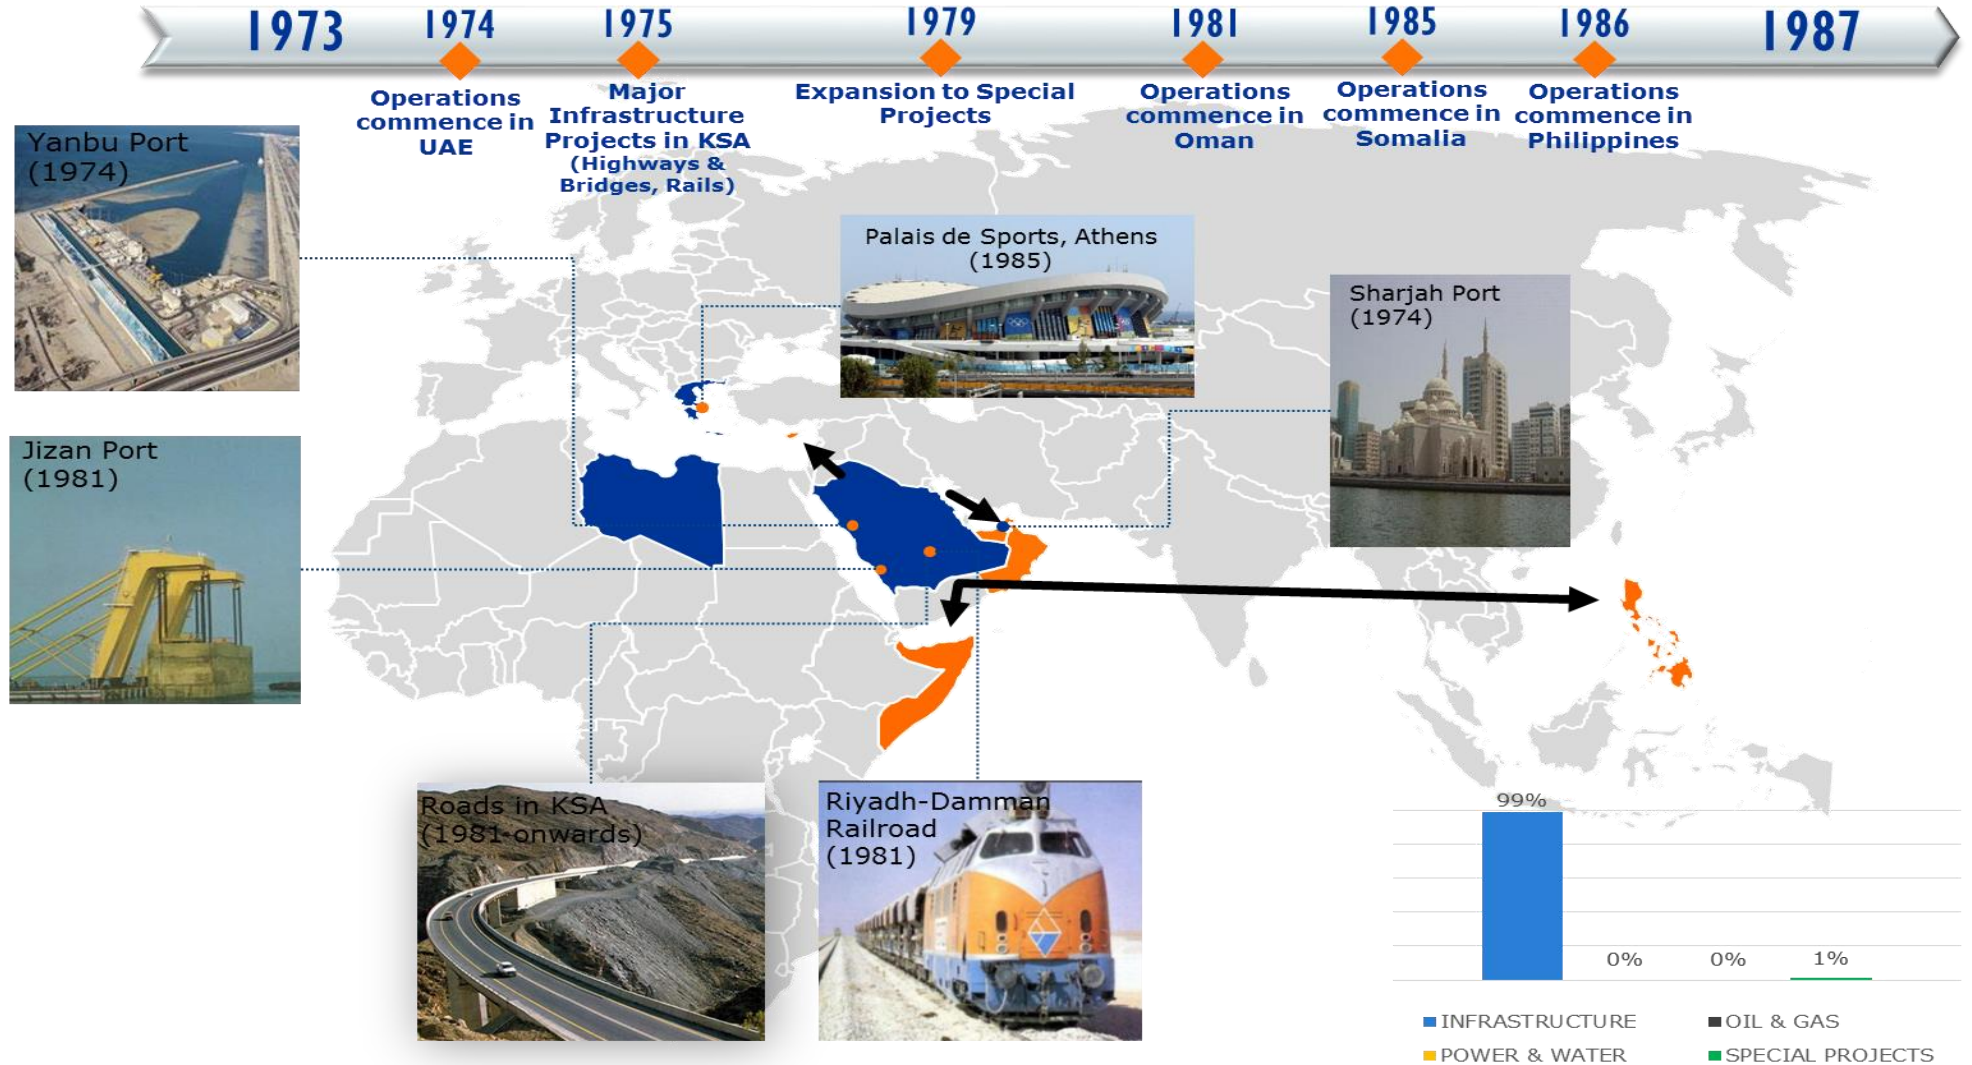 1973
1974
1975
1979
1981
1985
1986
1987
Operations
commence in
UAE
Major
Infrastructure
Projects in KSA
(Highways &
Bridges, Rails)
Expansion to Special
Projects
Operations
commence in
Oman
Operations
commence in
Somalia
Operations
commence in
Philippines
Yanbu Port
(1974)
Palais de Sports, Athens
(1985)
Sharjah Port
(1974)
Jizan Port
(1981)
Roads in KSA
(1981-onwards)
Riyadh-Damman
Railroad
(1981)
99%
0%
0%
1%
INFRASTRUCTURE
OIL & GAS
POWER & WATER
SPECIAL PROJECTS